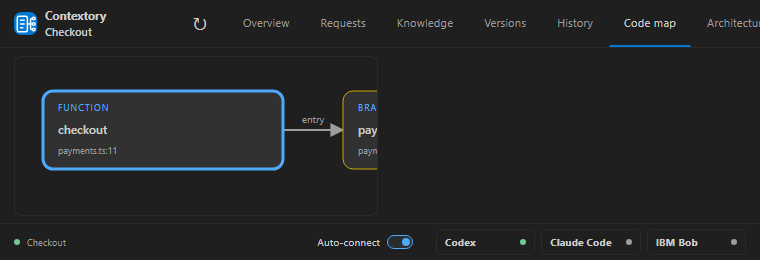 Contextory
Checkout
Overview
Requests
Knowledge
Versions
History
Code map
Architectu
FUNCTION
checkout
payments.ts:11
entry
BRA
pay
paym
Checkout
Auto-connect
Codex
Claude Code
IBM Bob